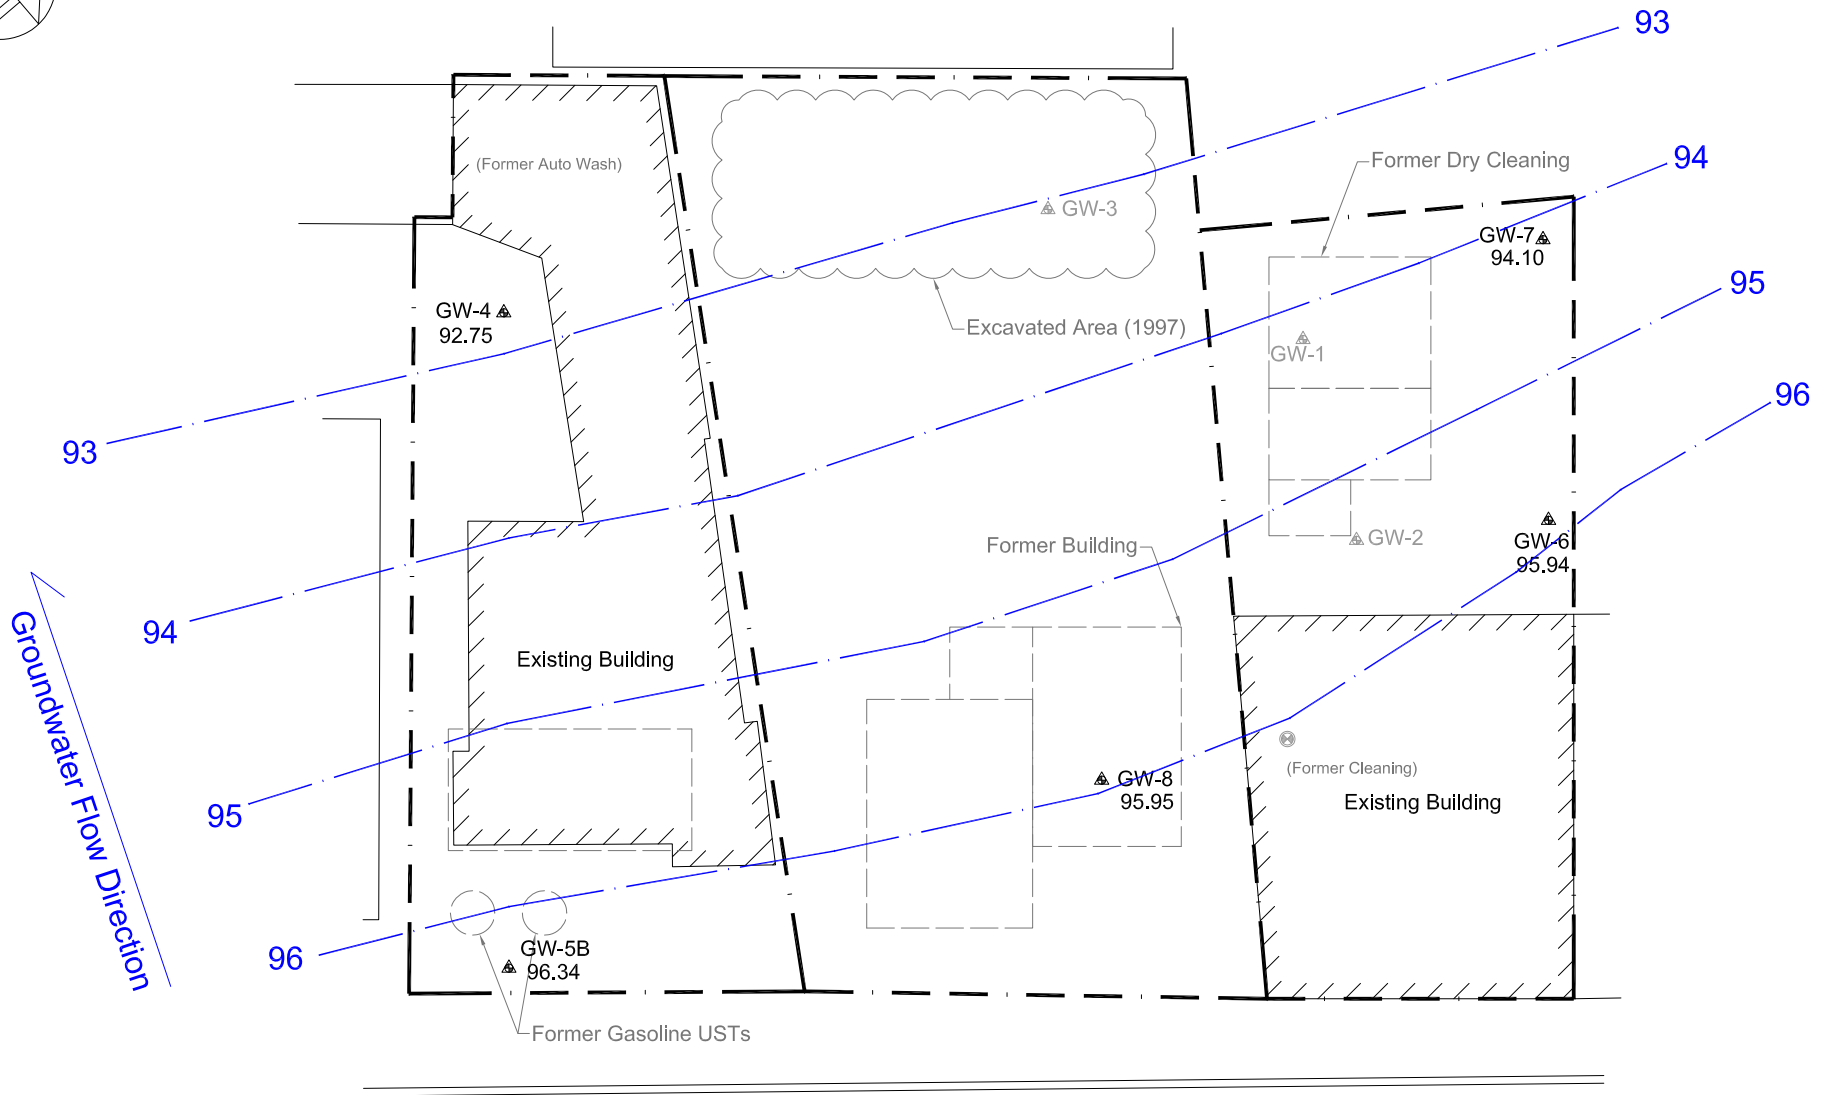 93
94
(Former Auto Wash)
Former Dry Cleaning
GW-3
GW-7
94.10
95
GW-4
92.75
Excavated Area (1997)
GW-1
96
93
GW-2
GW-6
95.94
Former Building
94
Existing Building
Groundwater Flow Direction
GW-8
95.95
(Former Cleaning)
Existing Building
95
96
GW-5B
96.34
Former Gasoline USTs